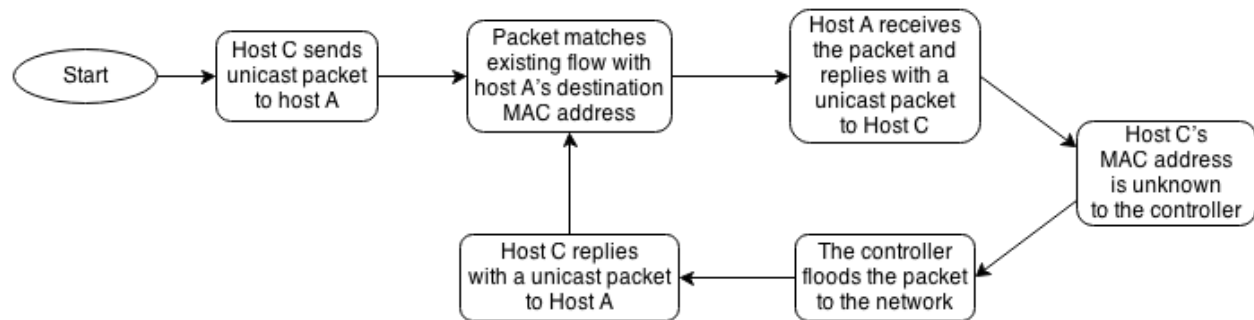 Start
Host C sends
unicast packet
to host A
Packet matches
existing flow with
host A's destination
MAC address
Host A receives
the packet and
replies with a
unicast packet
to Host C
Host C's
MAC address
is unknown
to the controller
The controller
floods the packet
to the network
Host C replies
with a unicast packet
to Host A